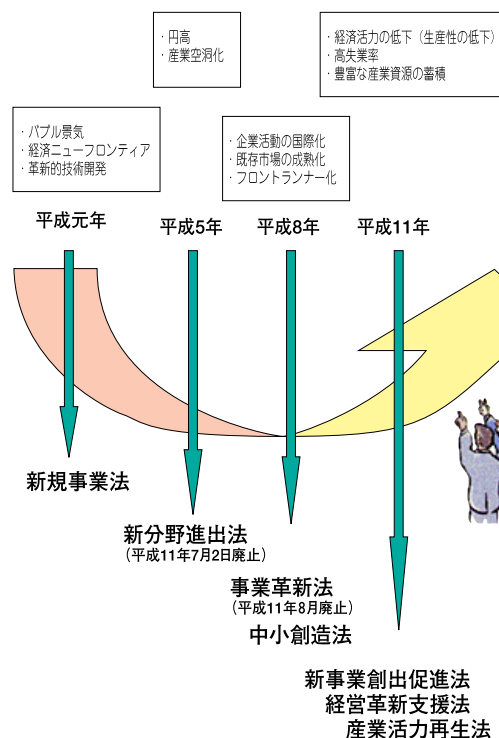 ・円高
・産業空洞化
・経済活力の低下（生産性の低下）
・高失業率
・豊富な産業資源の蓄積
・バブル景気
・経済ニューフロンティア
・革新的技術開発
・企業活動の国際化
・既存市場の成熟化
・フロントランナー化
平成元年
平成5年
平成8年
平成11年
新規事業法
新分野進出法
（平成11年7月2日廃止）
事業革新法
（平成11年8月廃止）
中小創造法
新事業創出促進法
経営革新支援法
産業活力再生法